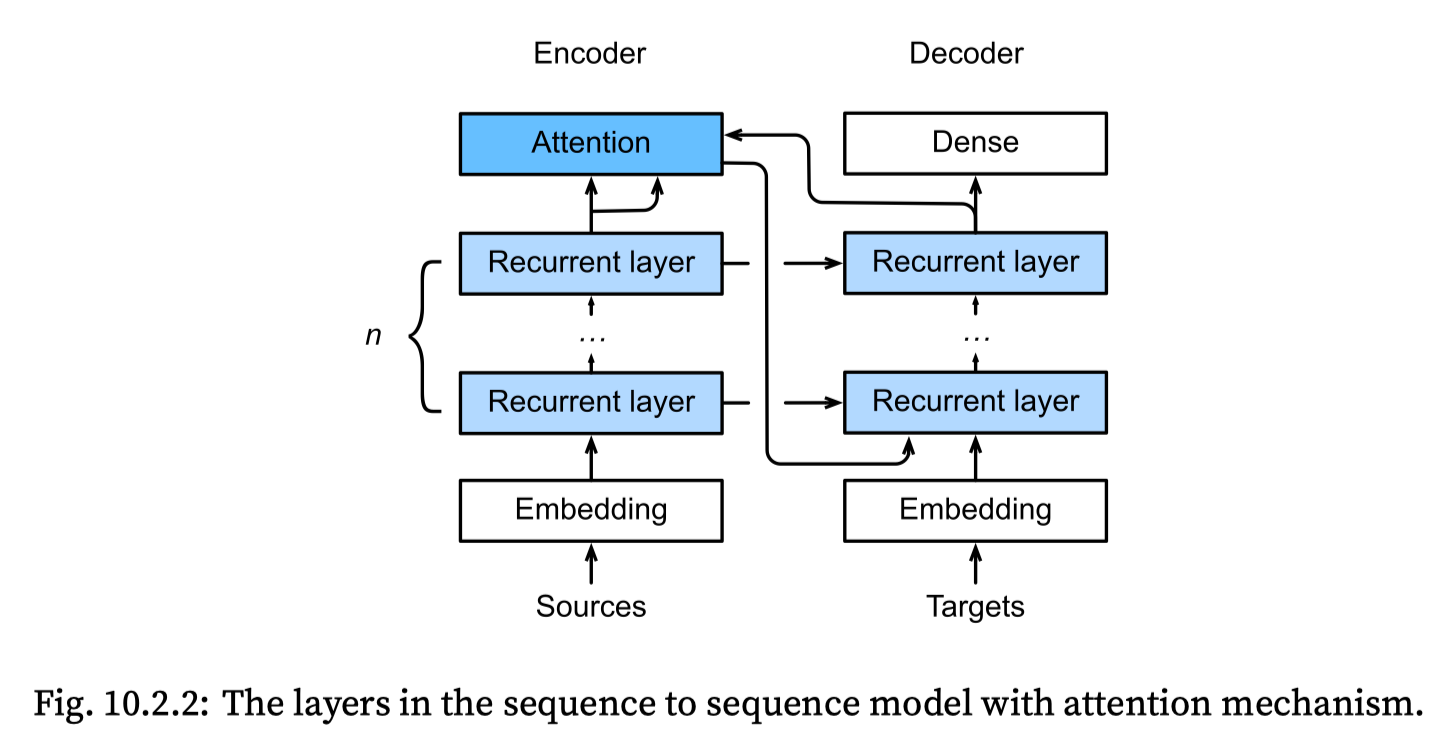 Encoder
Decoder
Attention
Dense
Recurrent layer
Recurrent layer
n
...
...
Recurrent layer
Recurrent layer
Embedding
Embedding
Sources
Targets
Fig. 10.2.2: The layers in the sequence to sequence model with attention mechanism.